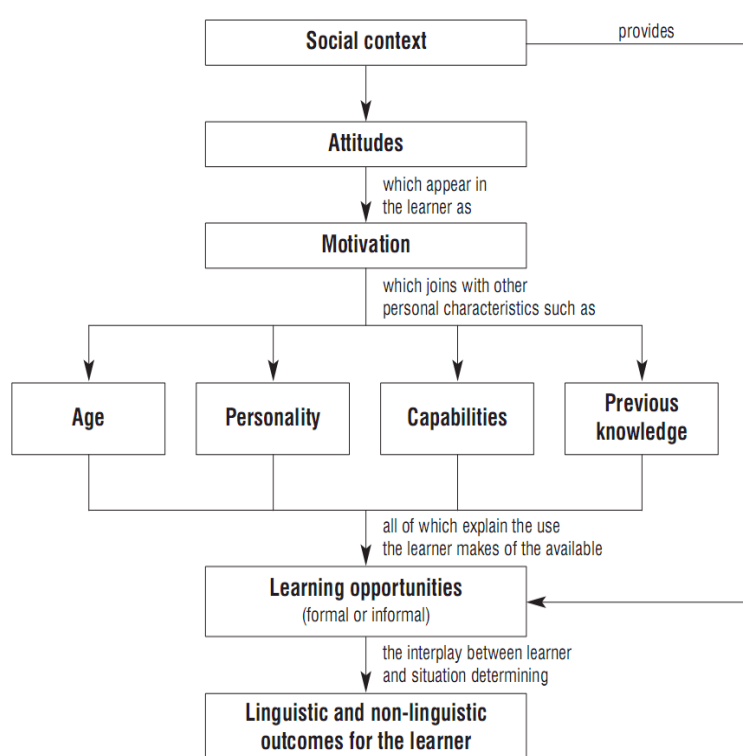 Social context
provides
Attitudes
which appear in
the learner as
Motivation
which joins with other
personal characteristics such as
Age
Personality
Capabilities
Previous
knowledge
all of which explain the use
the learner makes of the available
Learning opportunities
(formal or informal)
the interplay between learner
and situation determining
Linguistic and non-linguistic
outcomes for the learner